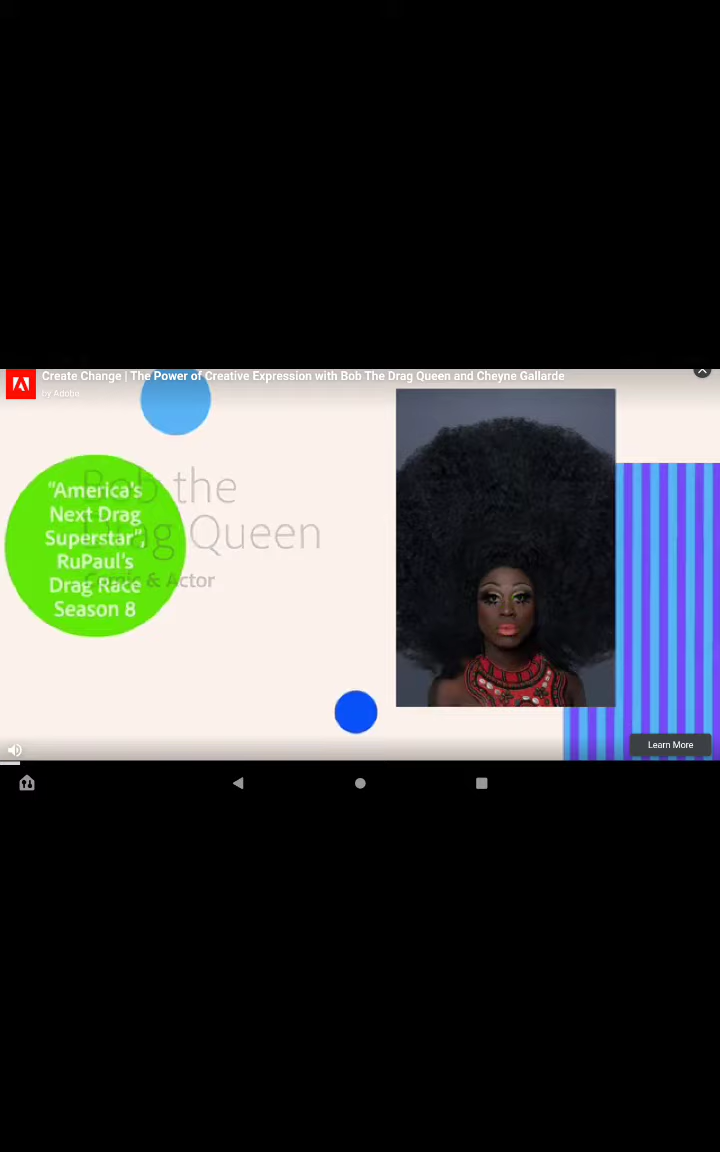 Create Change | The Power of Creative Expression with Bob The Drag Queen and Cheyne Gallarde
by Adobe
Bob the
Drag Queen
Comic & Actor
"America's
Next Drag
Superstar",
RuPaul's
Drag Race
Season 8
Learn More